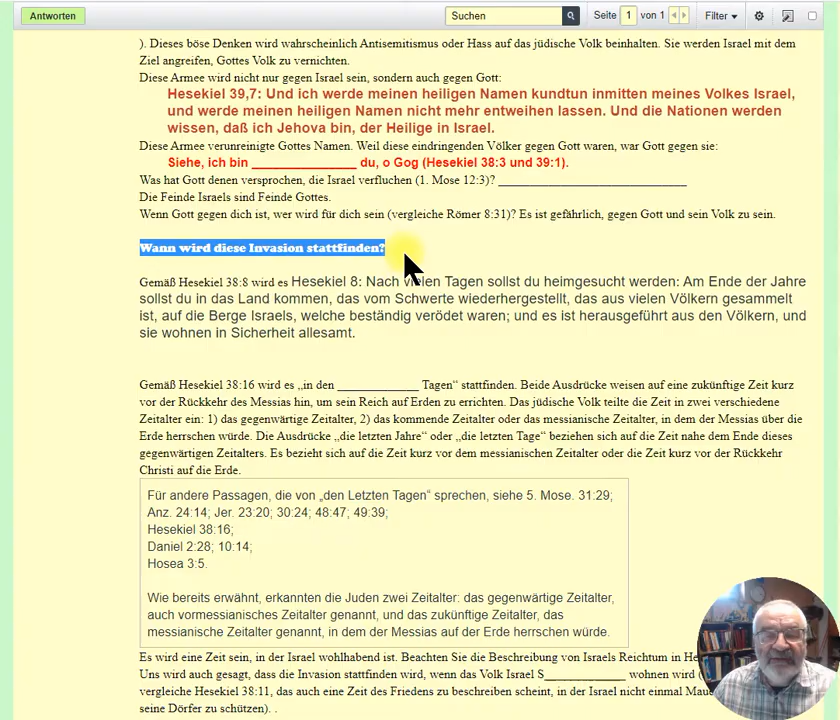 Antworten
Suchen
Seite 1 von 1
Filter
). Dieses böse Denken wird wahrscheinlich Antisemitismus oder Hass auf das jüdische Volk beinhalten. Sie werden Israel mit dem
Ziel angreifen, Gottes Volk zu vernichten.
Diese Armee wird nicht nur gegen Israel sein, sondern auch gegen Gott:
Hesekiel 39,7: Und ich werde meinen heiligen Namen kundtun inmitten meines Volkes Israel,
und werde meinen heiligen Namen nicht mehr entweihen lassen. Und die Nationen werden
wissen, daß ich Jehova bin, der Heilige in Israel.
Diese Armee verunreinigte Gottes Namen. Weil diese eindringenden Völker gegen Gott waren, war Gott gegen sie:
Siehe, ich bin _______________ du, o Gog (Hesekiel 38:3 und 39:1).
Was hat Gott denen versprochen, die Israel verfluchen (1. Mose 12:3)? _____________________________
Die Feinde Israels sind Feinde Gottes.
Wenn Gott gegen dich ist, wer wird für dich sein (vergleiche Römer 8:31)? Es ist gefährlich, gegen Gott und sein Volk zu sein.
Wann wird diese Invasion stattfinden?
Gemäß Hesekiel 38:8 wird es Hesekiel 8: Nach vielen Tagen sollst du heimgesucht werden: Am Ende der Jahre
sollst du in das Land kommen, das vom Schwerte wiederhergestellt, das aus vielen Völkern gesammelt
ist, auf die Berge Israels, welche beständig verödet waren; und es ist herausgeführt aus den Völkern, und
sie wohnen in Sicherheit allesamt.
Gemäß Hesekiel 38:16 wird es „in den _____________ Tagen“ stattfinden. Beide Ausdrücke weisen auf eine zukünftige Zeit kurz
vor der Rückkehr des Messias hin, um sein Reich auf Erden zu errichten. Das jüdische Volk teilte die Zeit in zwei verschiedene
Zeitalter ein: 1) das gegenwärtige Zeitalter, 2) das kommende Zeitalter oder das messianische Zeitalter, in dem der Messias über die
Erde herrschen würde. Die Ausdrücke „die letzten Jahre“ oder „die letzte Tage“ beziehen sich auf die Zeit nahe dem Ende dieses
gegenwärtigen Zeitalters. Es bezieht sich auf die Zeit kurz vor dem messianischen Zeitalter oder die Zeit kurz vor der Rückkehr
Christi auf die Erde.
Für andere Passagen, die von „den Letzten Tagen“ sprechen, siehe 5. Mose. 31:29;
Anz. 24:14; Jer. 23:20; 30:24; 48:47; 49:39;
Hesekiel 38:16;
Daniel 2:28; 10:14;
Hosea 3:5.
Wie bereits erwähnt, erkannten die Juden zwei Zeitalter: das gegenwärtige Zeitalter,
auch vormessianisches Zeitalter genannt, und das zukünftige Zeitalter, das
messianische Zeitalter genannt, in dem der Messias auf der Erde herrschen würde.
Es wird eine Zeit sein, in der Israel wohlhabend ist. Beachten Sie die Beschreibung von Israels Reichtum in
Uns wird auch gesagt, dass die Invasion stattfinden wird, wenn das Volk Israel S_____________ wohnen wird (
vergleiche Hesekiel 38:11, das auch eine Zeit des Friedens zu beschreiben scheint, in der Israel nicht einmal
seine Dörfer zu schützen). .